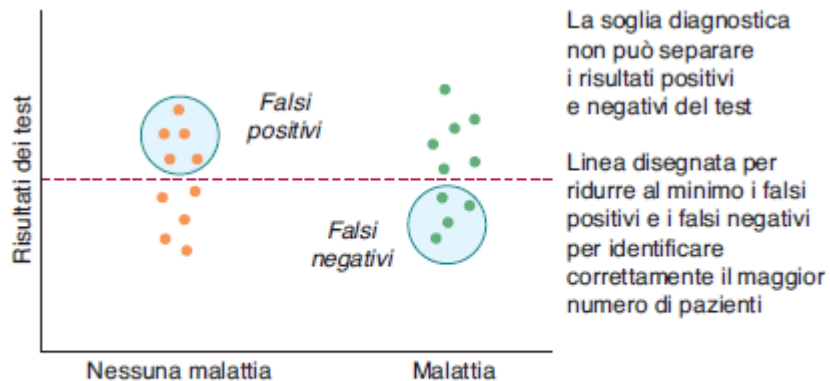 Risultati dei test
Falsi
positivi
Falsi
negativi
Nessuna malattia
Malattia
La soglia diagnostica
non può separare
i risultati positivi
e negativi del test
Linea disegnata per
ridurre al minimo i falsi
positivi e i falsi negativi
per identificare
correttamente il maggior
numero di pazienti